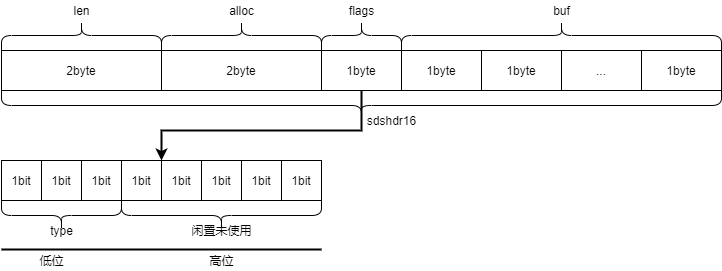 len alloc flags buf
2byte 2byte 1byte 1byte 1byte ... 1byte
sdshdr16
1bit 1bit 1bit 1bit 1bit 1bit 1bit 1bit
type 闲置未使用
低位 高位